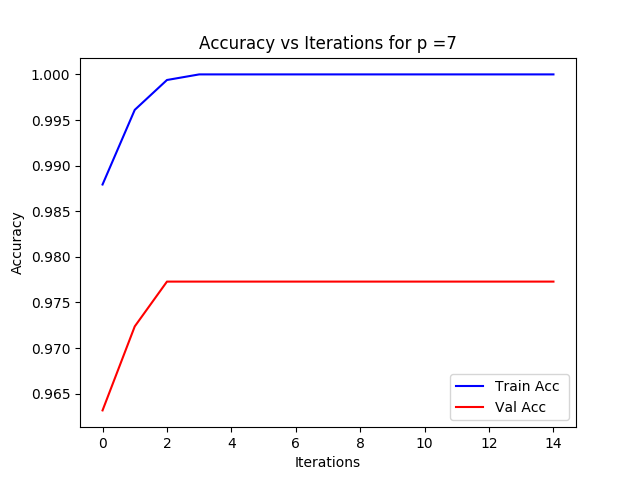 Accuracy vs Iterations for p =7
1.000
0.995
0.990
0.985
0.980
0.975
0.970
0.965
Accuracy
0 2 4 6 8 10 12 14
Iterations
Train Acc
Val Acc